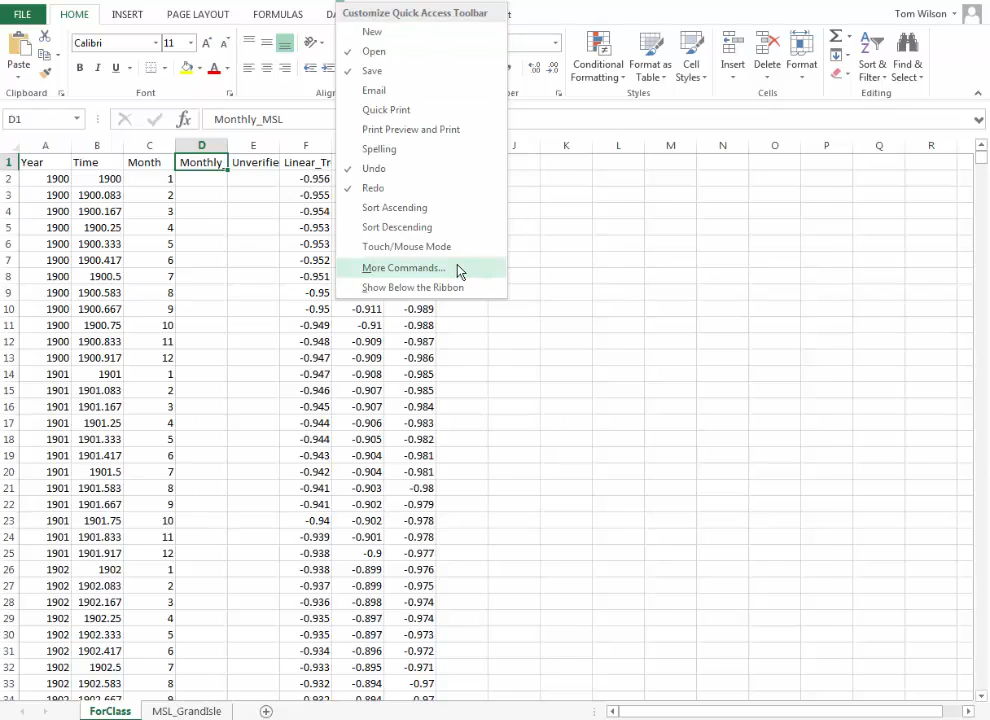 FILE HOME INSERT PAGE LAYOUT FORMULAS Tom Wilson
Customize Quick Access Toolbar
New
Open
Save
Email
Quick Print
Print Preview and Print
Spelling
Undo
Redo
Sort Ascending
Sort Descending
Touch/Mouse Mode
More Commands...
Show Below the Ribbon
Paste
Calibri 11
B I U A
Clipboard Font
Conditional Formatting
Format as Table
Cell Styles
Insert Delete Format
Sort & Filter
Find & Select
Styles Cells Editing
D1 fx Monthly_MSL
A B C D E F J K L M N O P Q R
1 Year Time Month Monthly_ Unverifie Linear_Tr
2 1900 1900 1 -0.956
3 1900 1900.083 2 -0.955
4 1900 1900.167 3 -0.954
5 1900 1900.25 4 -0.953
6 1900 1900.333 5 -0.953
7 1900 1900.417 6 -0.952
8 1900 1900.5 7 -0.951
9 1900 1900.583 8 -0.95
10 1900 1900.667 9 -0.95 -0.911 -0.989
11 1900 1900.75 10 -0.949 -0.91 -0.988
12 1900 1900.833 11 -0.948 -0.909 -0.987
13 1900 1900.917 12 -0.947 -0.909 -0.986
14 1901 1901 1 -0.947 -0.908 -0.985
15 1901 1901.083 2 -0.946 -0.907 -0.985
16 1901 1901.167 3 -0.945 -0.907 -0.984
17 1901 1901.25 4 -0.944 -0.906 -0.983
18 1901 1901.333 5 -0.944 -0.905 -0.982
19 1901 1901.417 6 -0.943 -0.904 -0.981
20 1901 1901.5 7 -0.942 -0.904 -0.981
21 1901 1901.583 8 -0.941 -0.903 -0.98
22 1901 1901.667 9 -0.941 -0.902 -0.979
23 1901 1901.75 10 -0.94 -0.902 -0.978
24 1901 1901.833 11 -0.939 -0.901 -0.978
25 1901 1901.917 12 -0.938 -0.9 -0.977
26 1902 1902 1 -0.938 -0.899 -0.976
27 1902 1902.083 2 -0.937 -0.899 -0.975
28 1902 1902.167 3 -0.936 -0.898 -0.974
29 1902 1902.25 4 -0.935 -0.897 -0.974
30 1902 1902.333 5 -0.935 -0.897 -0.973
31 1902 1902.417 6 -0.934 -0.896 -0.972
32 1902 1902.5 7 -0.933 -0.895 -0.971
33 1902 1902.583 8 -0.932 -0.894 -0.97
34 1902 1902.667 9 -0.932 -0.894 -0.97
ForClass MSL_GrandIsle